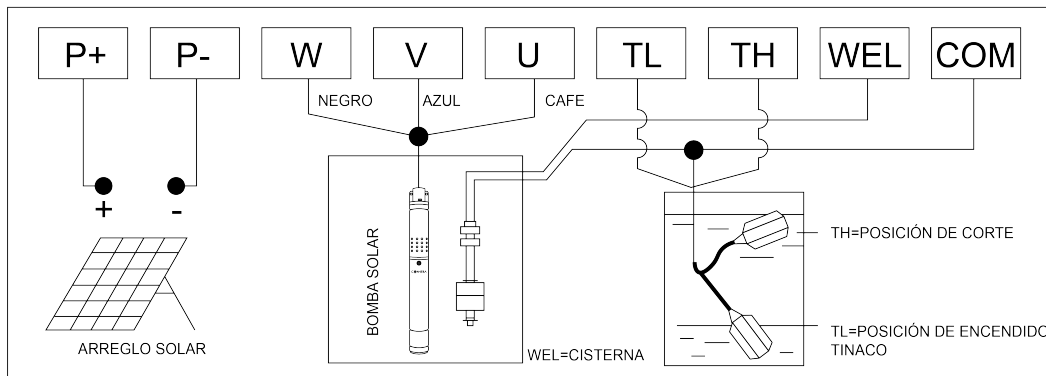 P+ P- W V U TL TH WEL COM
NEGRO AZUL CAFE
+ -
BOMBA SOLAR
TH=POSICIÓN DE CORTE
TL=POSICIÓN DE ENCENDIDO
TINACO
ARREGLO SOLAR
WEL=CISTERNA